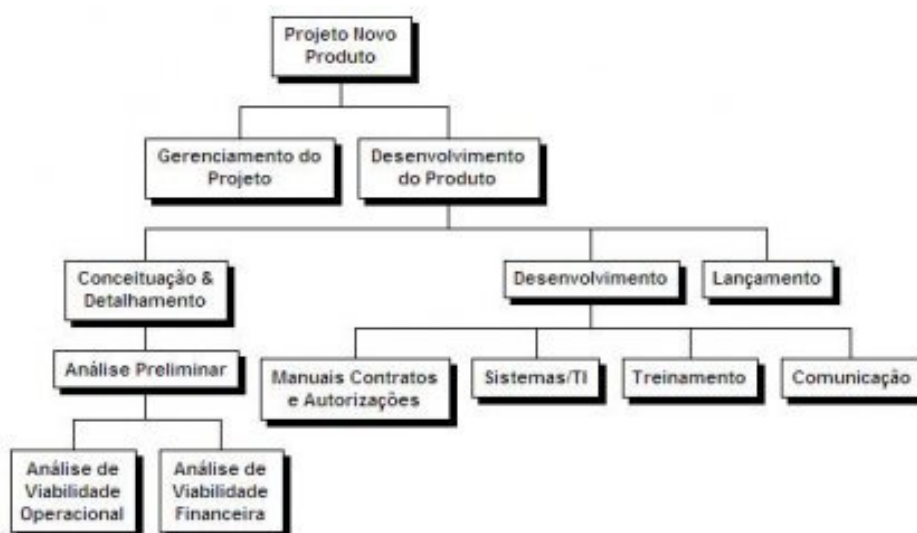 Projeto Novo
Produto
Gerenciamento do
Projeto
Desenvolvimento
do Produto
Conceituação &
Detalhamento
Desenvolvimento
Lançamento
Análise Preliminar
Manuais Contratos
e Autorizações
Sistemas/TI
Treinamento
Comunicação
Análise de
Viabilidade
Operacional
Análise de
Viabilidade
Financeira